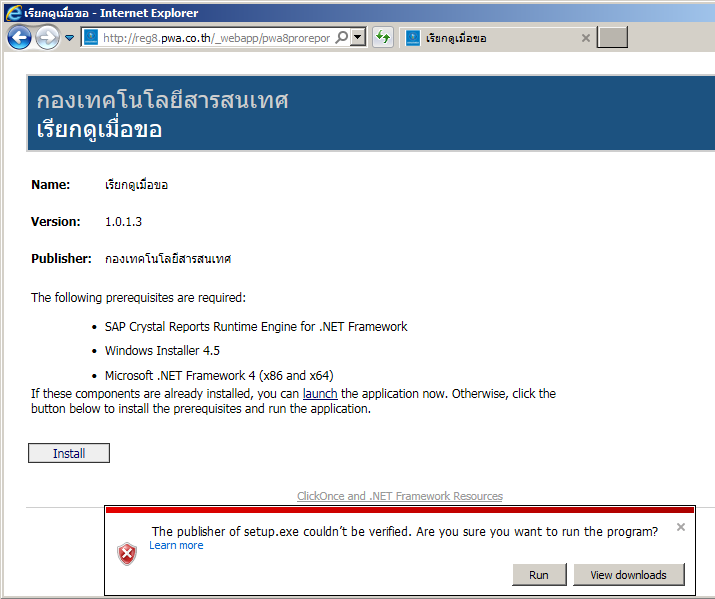 เรียกดูเมื่อขอ - Internet Explorer
http://reg8.pwa.co.th/_webapp/pwa8prorepor
เรียกดูเมื่อขอ
กองเทคโนโลยีสารสนเทศ
เรียกดูเมื่อขอ
Name: เรียกดูเมื่อขอ
Version: 1.0.1.3
Publisher: กองเทคโนโลยีสารสนเทศ
The following prerequisites are required:
• SAP Crystal Reports Runtime Engine for .NET Framework
• Windows Installer 4.5
• Microsoft .NET Framework 4 (x86 and x64)
If these components are already installed, you can launch the application now. Otherwise, click the
button below to install the prerequisites and run the application.
Install
ClickOnce and .NET Framework Resources
The publisher of setup.exe couldn't be verified. Are you sure you want to run the program?
Learn more
Run
View downloads